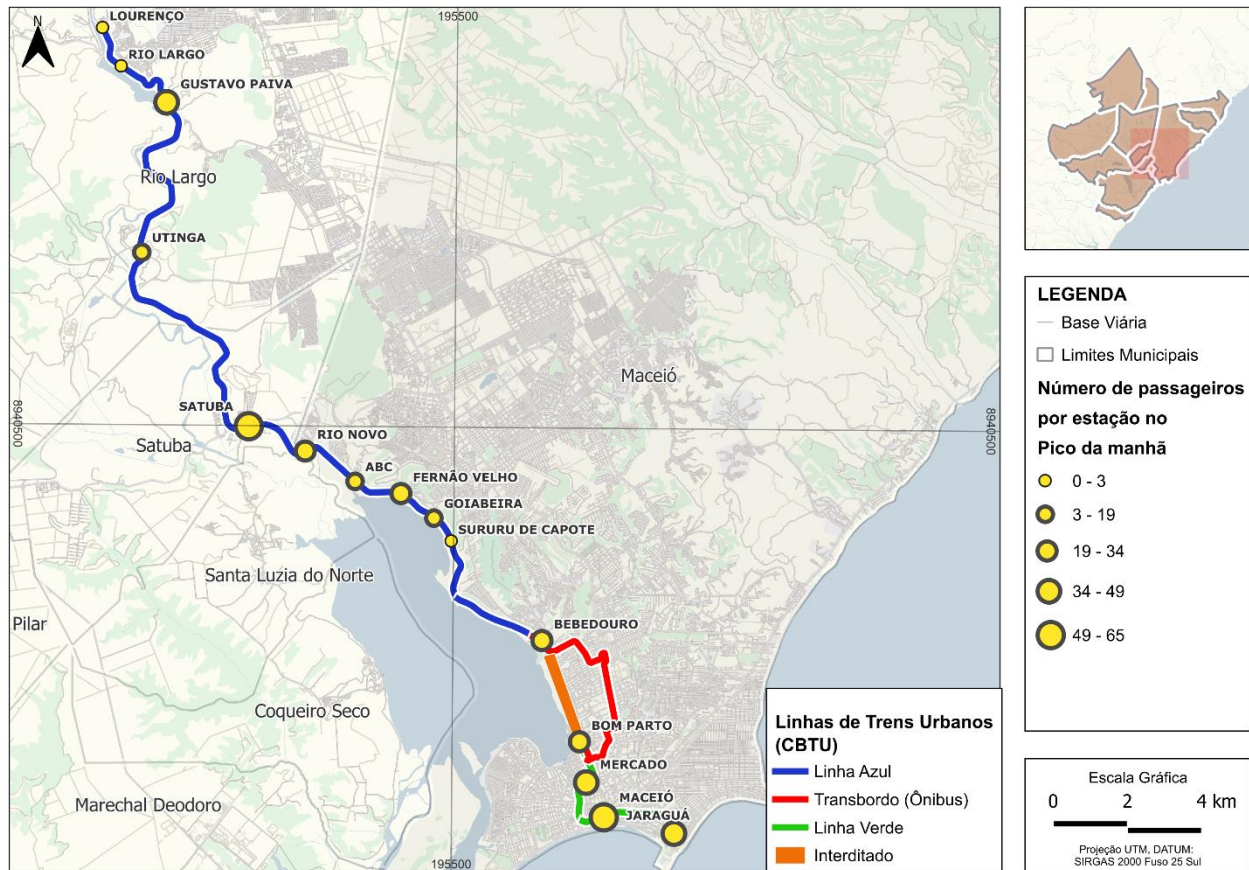 N
195500
LOURENÇO
RIO LARGO
GUSTAVO PAIVA
Rio Largo
UTINGA
Maceió
SATUBA
8940500
8940500
Satuba
RIO NOVO
ABC
FERNÃO VELHO
GOIABEIRA
SURURU DE CAPOTE
Santa Luzia do Norte
Pilar
BEBEDOURO
Coqueiro Seco
BOM PARTO
MERCADO
Marechal Deodoro
MACEIÓ
JARAGUÁ
195500
Linhas de Trens Urbanos
(CBTU)
Linha Azul
Transbordo (Ônibus)
Linha Verde
Interditado
LEGENDA
Base Viária
Limites Municipais
Número de passageiros
por estação no
Pico da manhã
0 - 3
3 - 19
19 - 34
34 - 49
49 - 65
Escala Gráfica
0 2 4 km
Projeção UTM, DATUM:
SIRGAS 2000 Fuso 25 Sul